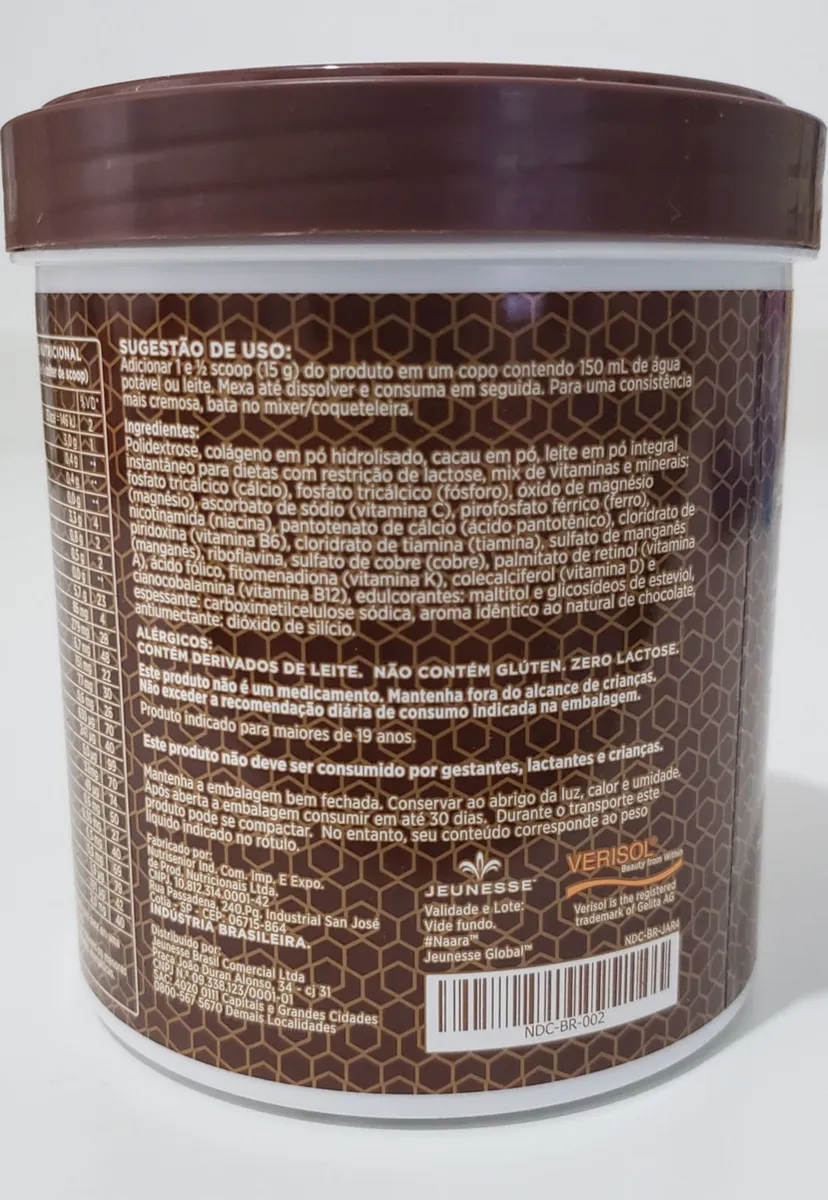 SUGESTÃO DE USO:
Adicionar 1 e ½ scoop (15 g) do produto em um copo contendo 150 mL de água
potável ou leite. Mexa até dissolver e consuma em seguida. Para uma consistência
mais cremosa, bata no mixer/coqueteleira.
Ingredientes:
Polidextrose, colágeno em pó hidrolisado, cacau em pó, leite em pó integral
instantâneo para dietas com restrição de lactose, mix de vitaminas e minerais:
fosfato tricálcico (cálcio), fosfato tricálcico (fósforo), óxido de magnésio
(magnésio), ascorbato de sódio (vitamina C), pirofosfato férrico (ferro),
nicotinamida (niacina), pantotenato de cálcio (ácido pantotênico), cloridrato de
piridoxina (vitamina B6), cloridrato de tiamina (tiamina), sulfato de manganês
(manganês), riboflavina, sulfato de cobre (cobre), palmitato de retinol (vitamina
A), ácido fólico, fitomenadiona (vitamina K), colecalciferol (vitamina D) e
cianocobalamina (vitamina B12), edulcorantes: maltitol e glicosídeos de esteviol,
espessante: carboximetilcelulose sódica, aroma idêntico ao natural de chocolate,
antiumectante: dióxido de silício.
ALÉRGICOS:
CONTÉM DERIVADOS DE LEITE. NÃO CONTÉM GLÚTEN. ZERO LACTOSE.
Este produto não é um medicamento. Mantenha fora do alcance de crianças.
Não exceder a recomendação diária de consumo indicada na embalagem.
Produto indicado para maiores de 19 anos.
Este produto não deve ser consumido por gestantes, lactantes e crianças.
Mantenha a embalagem bem fechada. Conservar ao abrigo da luz, calor e umidade.
Após aberta a embalagem consumir em até 30 dias. Durante o transporte este
produto pode se compactar. No entanto, seu conteúdo corresponde ao peso
líquido indicado no rótulo.
Fabricado por:
Nutrisenior Ind. Com. Imp. E Expo.
de Prod. Nutricionais Ltda.
CNPJ. 10.812.314.0001-42
Rua Passadena, 240.Pq. Industrial San José
Cotia - SP - CEP: 06715-864
INDÚSTRIA BRASILEIRA.
Distribuído por:
Jeunesse Brasil Comercial Ltda
Praça João Duran Alonso, 34 - cj 31
CNPJ N.º 09.338.123/0001-01
SAC: 4020 0111 Capitais e Grandes Cidades
0800-567 5670 Demais Localidades
JEUNESSE™
Validade e Lote:
Vide fundo.
#Naara™
Jeunesse Global™
VERISOL®
Beauty from Within
Verisol is the registered
trademark of Gelita AG
NDC-BR-JAR4
NDC-BR-002